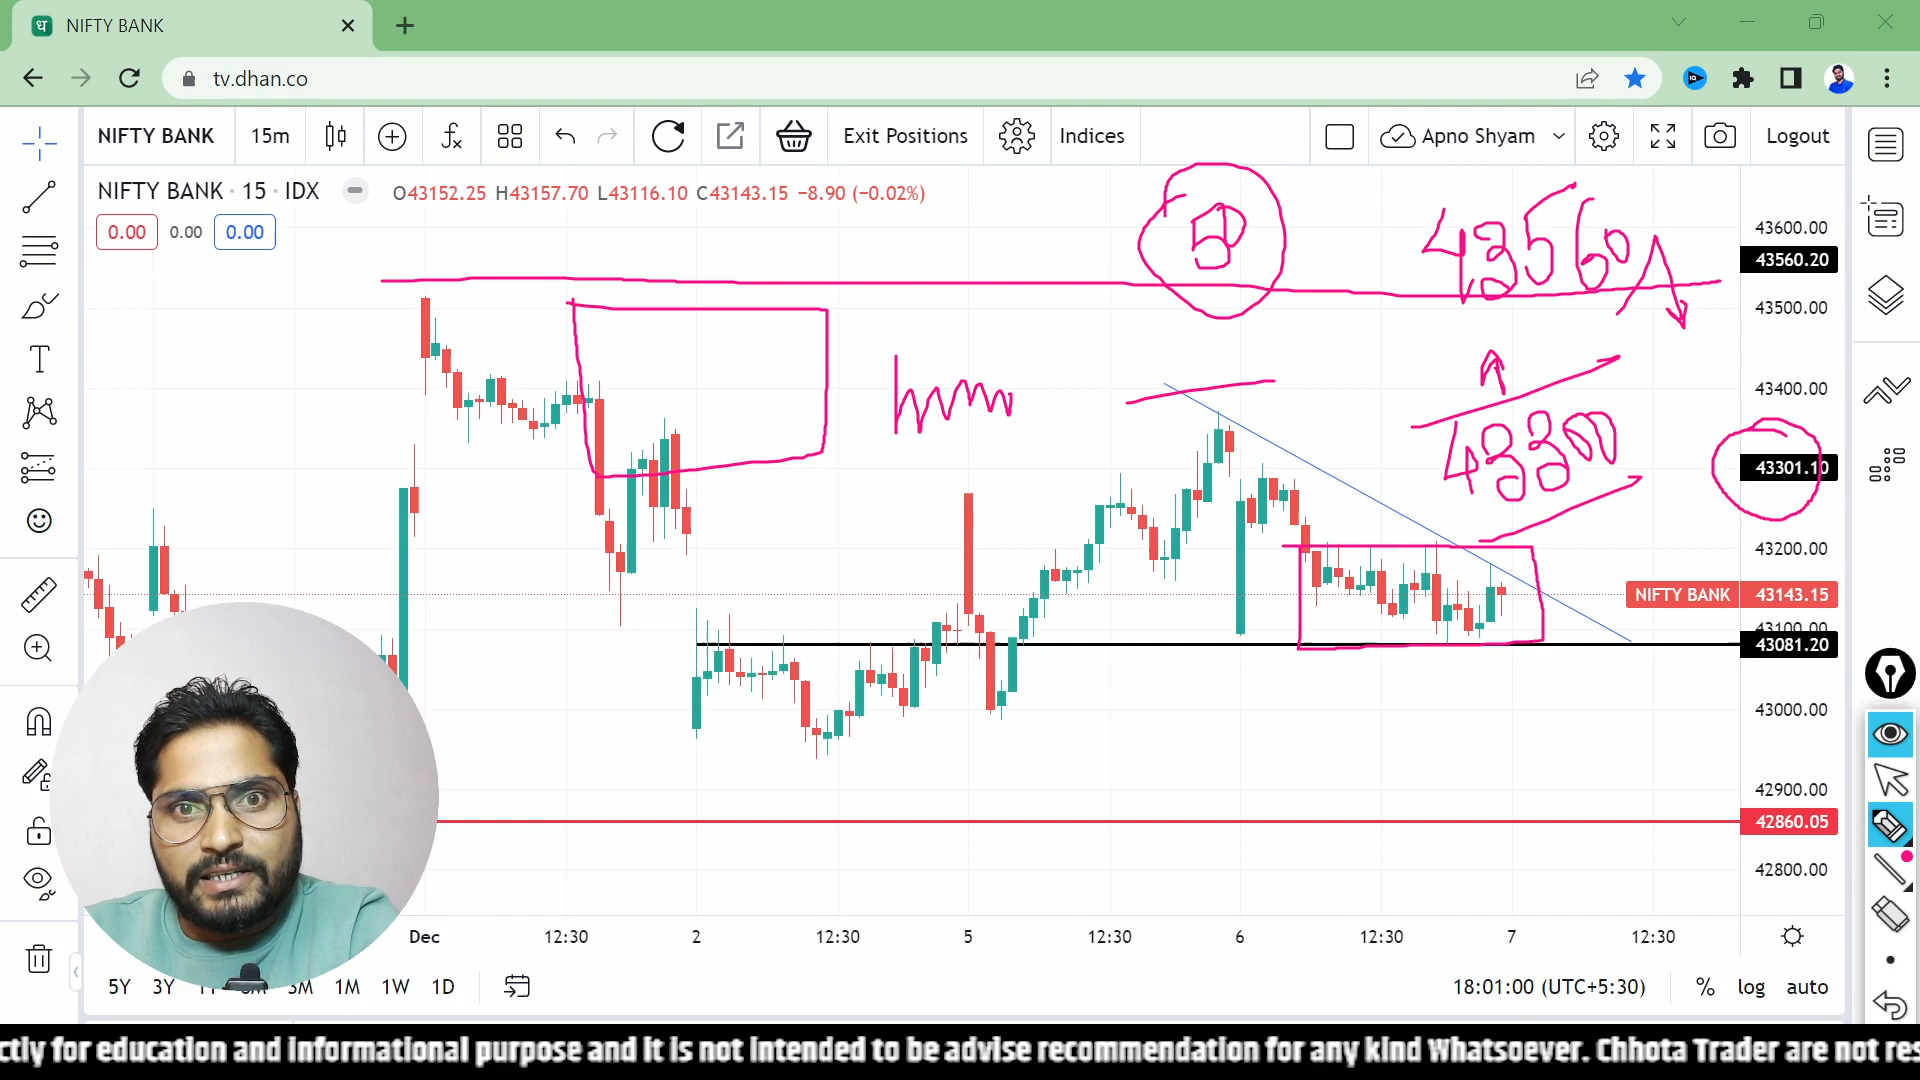 NIFTY BANK
tv.dhan.co
NIFTY BANK 15m Exit Positions Indices Apno Shyam Logout
NIFTY BANK · 15 · IDX O43152.25 H43157.70 L43116.10 C43143.15 −8.90 (−0.02%)
0.00 0.00 0.00
43560
43300
43600.00
43560.20
43500.00
43400.00
43301.10
43200.00
NIFTY BANK 43143.15
43100.00
43081.20
43000.00
42900.00
42860.05
42800.00
Dec 12:30 2 12:30 5 12:30 6 12:30 7 12:30
5Y 3Y 3M 1M 1W 1D 18:01:00 (UTC+5:30) % log auto
for education and informational purpose and it is not intended to be advise recommendation for any kind Whatsoever. Chhota Trader are not